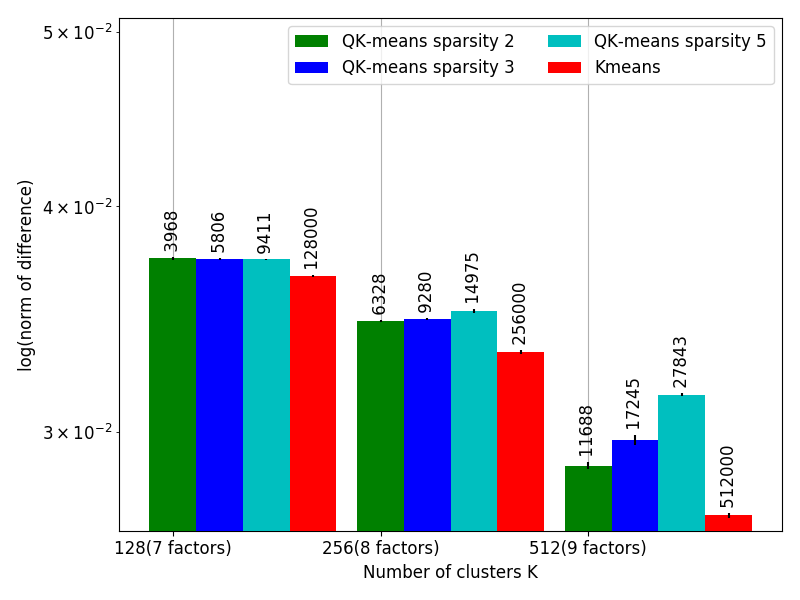 5 × 10⁻²
4 × 10⁻²
3 × 10⁻²
log(norm of difference)
QK-means sparsity 2
QK-means sparsity 3
QK-means sparsity 5
Kmeans
3968
5806
9411
128000
6328
9280
14975
256000
11688
17245
27843
512000
128(7 factors)
256(8 factors)
512(9 factors)
Number of clusters K